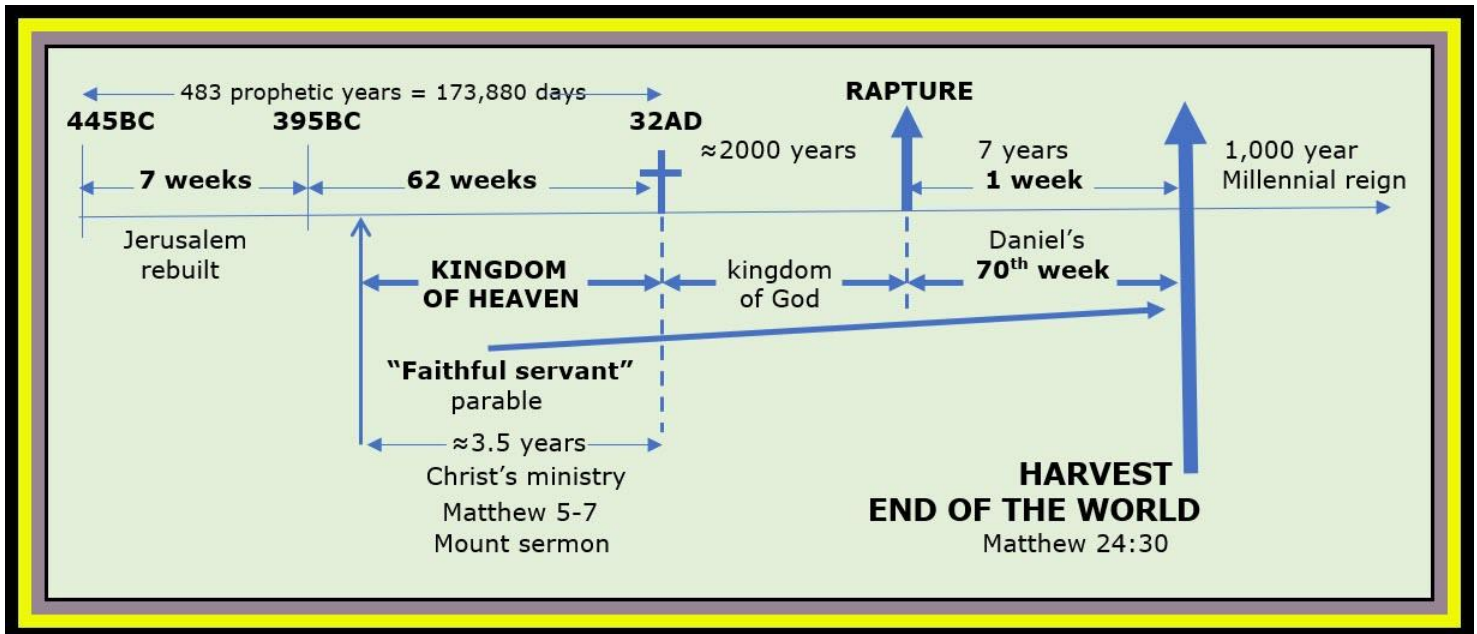 483 prophetic years = 173,880 days
445BC
395BC
32AD
RAPTURE
≈2000 years
7 years
1,000 year
7 weeks
62 weeks
1 week
Millennial reign
Jerusalem
rebuilt
KINGDOM
OF HEAVEN
kingdom
of God
Daniel’s
70th week
“Faithful servant”
parable
≈3.5 years
Christ’s ministry
Matthew 5-7
Mount sermon
HARVEST
END OF THE WORLD
Matthew 24:30